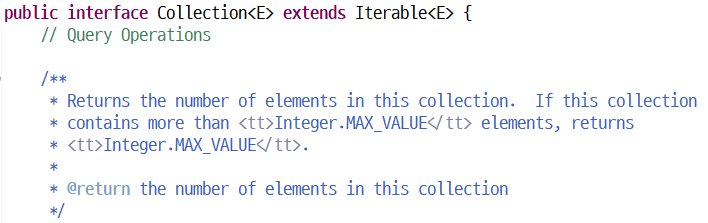 public interface Collection<E> extends Iterable<E> {
// Query Operations
/**
* Returns the number of elements in this collection.  If this collection
* contains more than <tt>Integer.MAX_VALUE</tt> elements, returns
* <tt>Integer.MAX_VALUE</tt>.
*
* @return the number of elements in this collection
*/